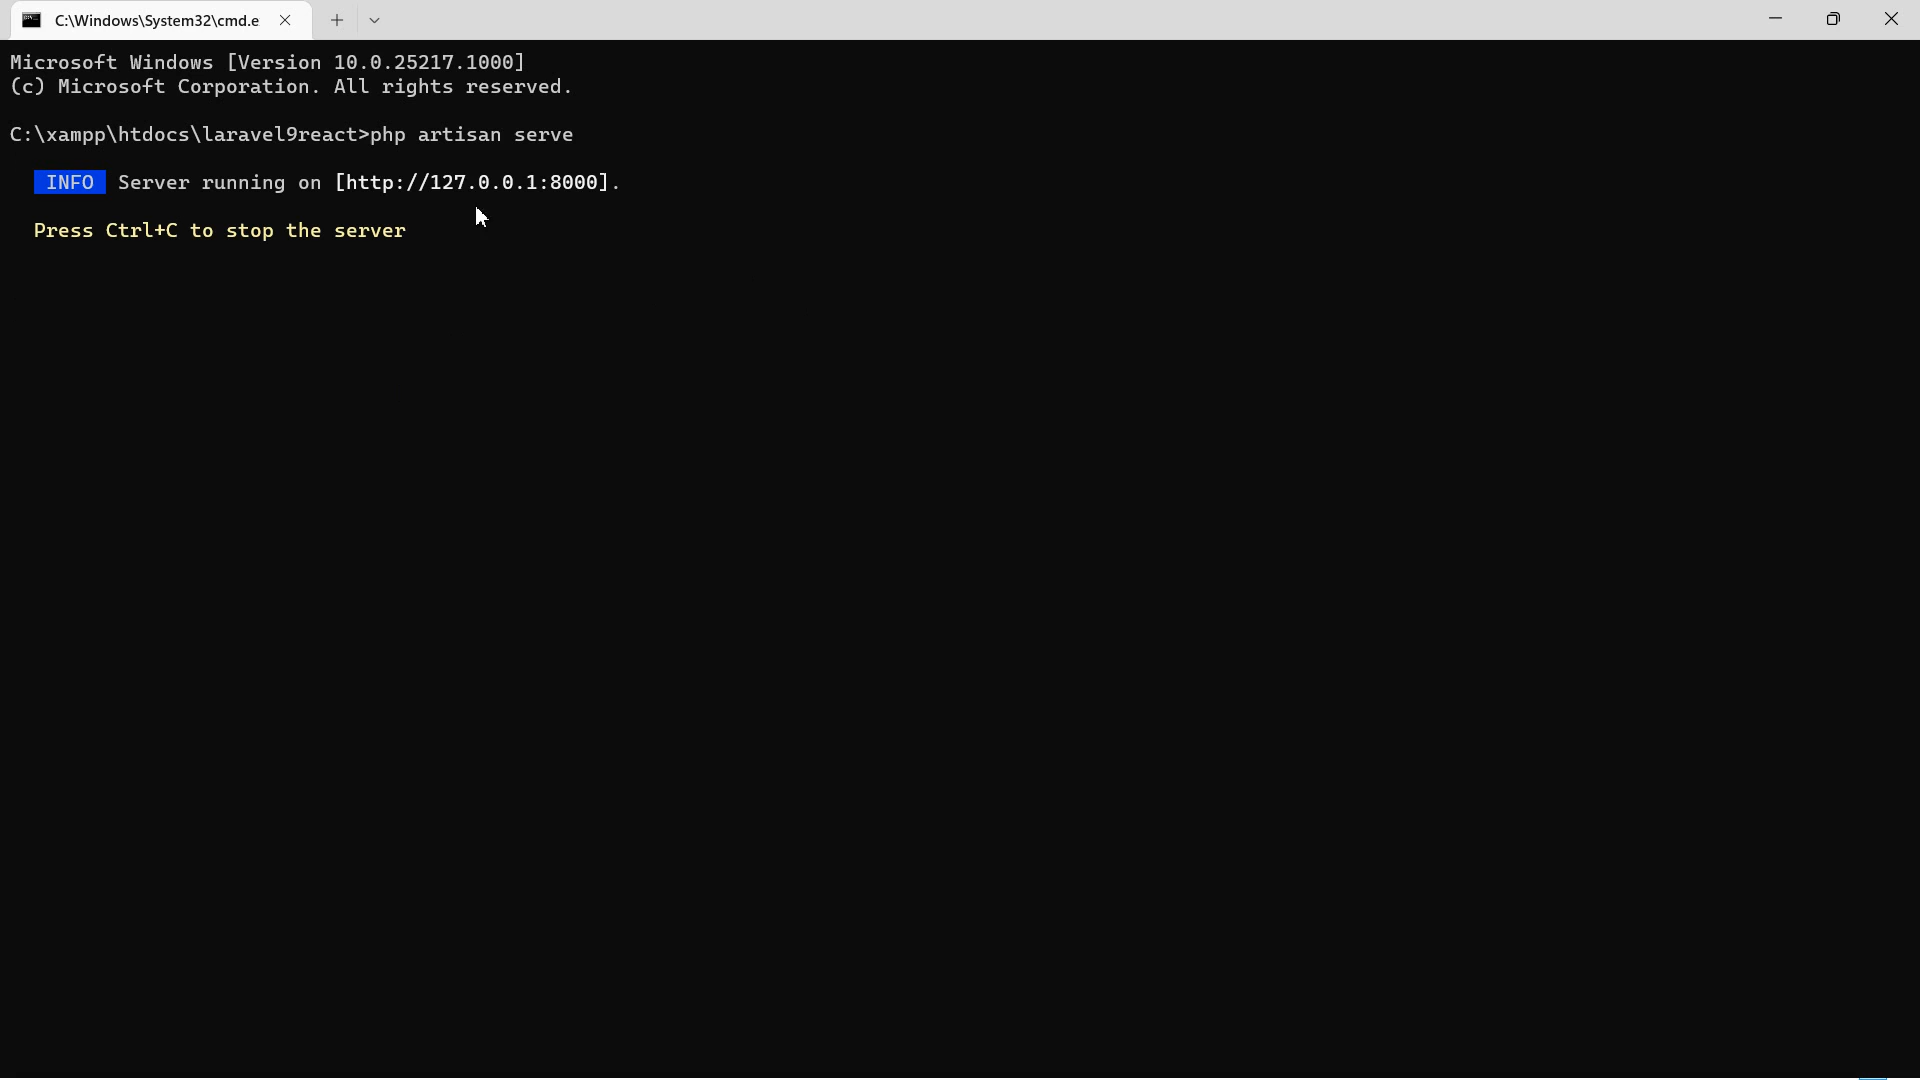 C:\Windows\System32\cmd.e
Microsoft Windows [Version 10.0.25217.1000]
(c) Microsoft Corporation. All rights reserved.
C:\xampp\htdocs\laravel9react>php artisan serve
INFO Server running on [http://127.0.0.1:8000].
Press Ctrl+C to stop the server